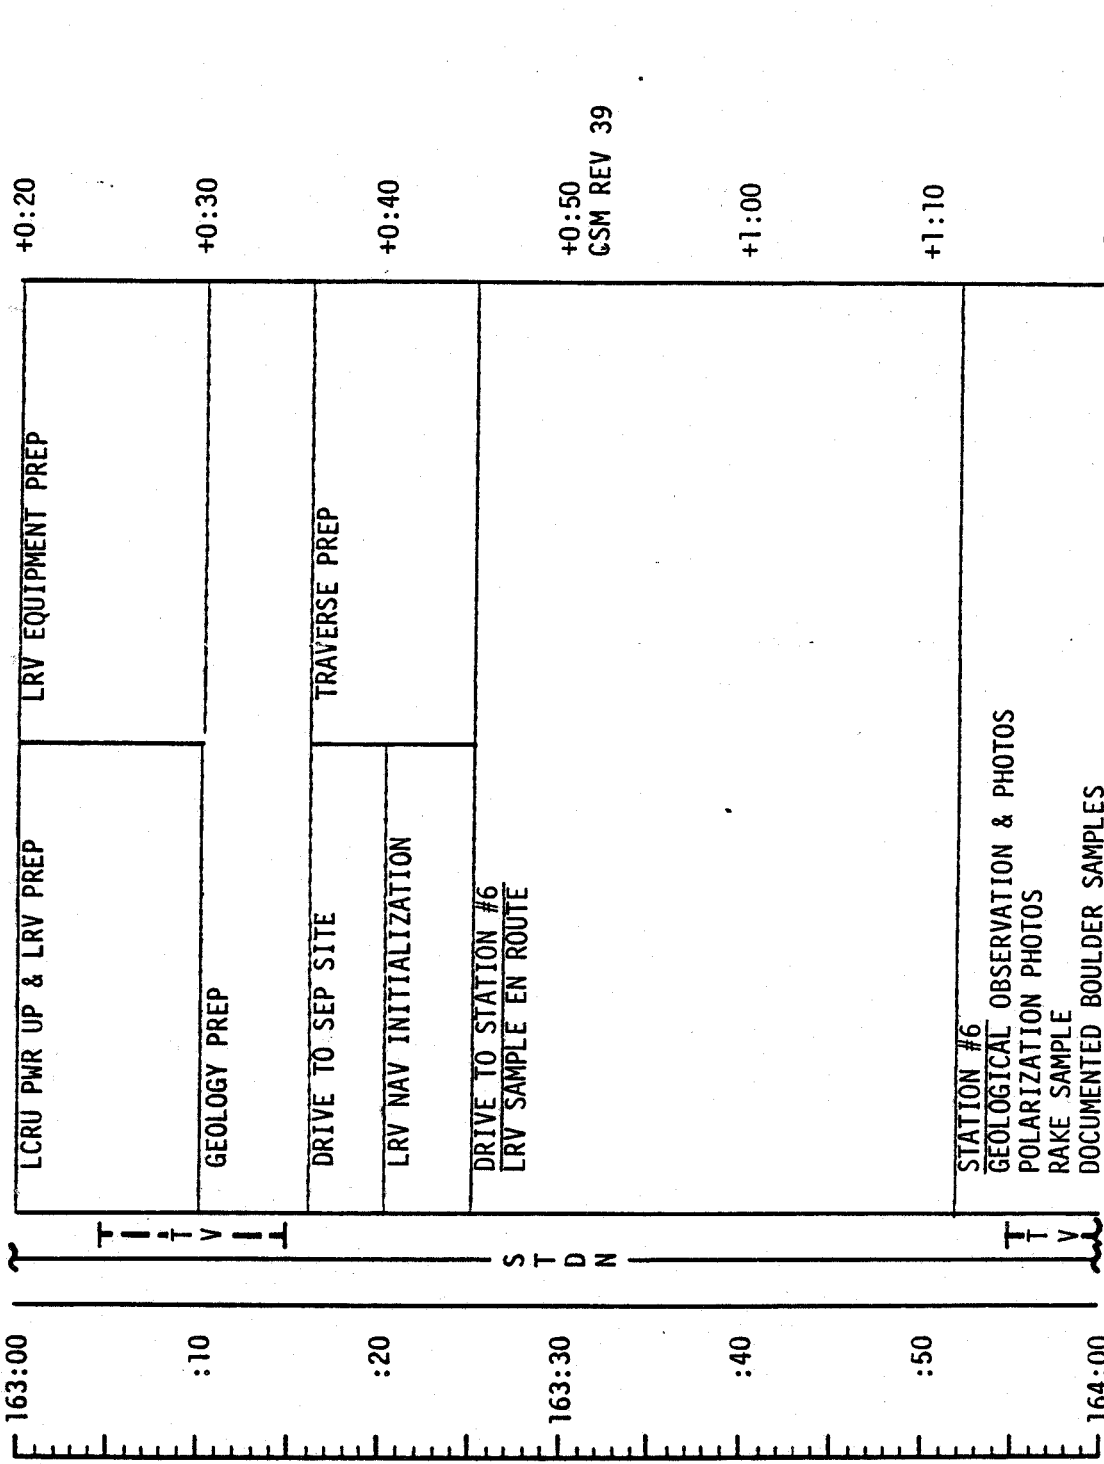 163:00
:10
:20
163:30
:40
:50
164:00
S T D N
T V
T V
LCRU PWR UP & LRV PREP
LRV EQUIPMENT PREP
GEOLOGY PREP
DRIVE TO SEP SITE
TRAVERSE PREP
LRV NAV INITIALIZATION
DRIVE TO STATION #6
LRV SAMPLE EN ROUTE
STATION #6
GEOLOGICAL OBSERVATION & PHOTOS
POLARIZATION PHOTOS
RAKE SAMPLE
DOCUMENTED BOULDER SAMPLES
+0:20
+0:30
+0:40
+0:50
CSM REV 39
+1:00
+1:10